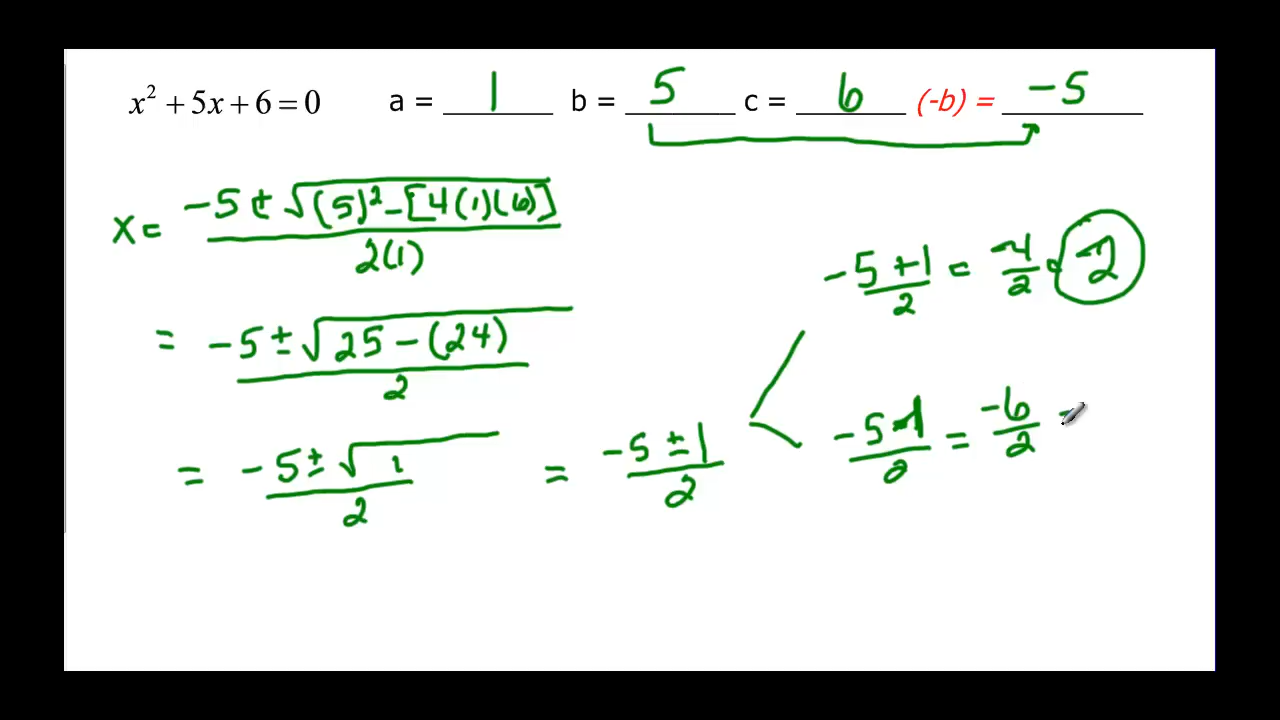 x² + 5x + 6 = 0 a = 1 b = 5 c = 6 (-b) = -5
x = -5 ± √(5)² - [4(1)(6)] / 2(1)
= -5 ± √25 - (24) / 2
= -5 ± √1 / 2 = -5 ± 1 / 2
-5 + 1 / 2 = -4 / 2 = -2
-5 - 1 / 2 = -6 / 2 =